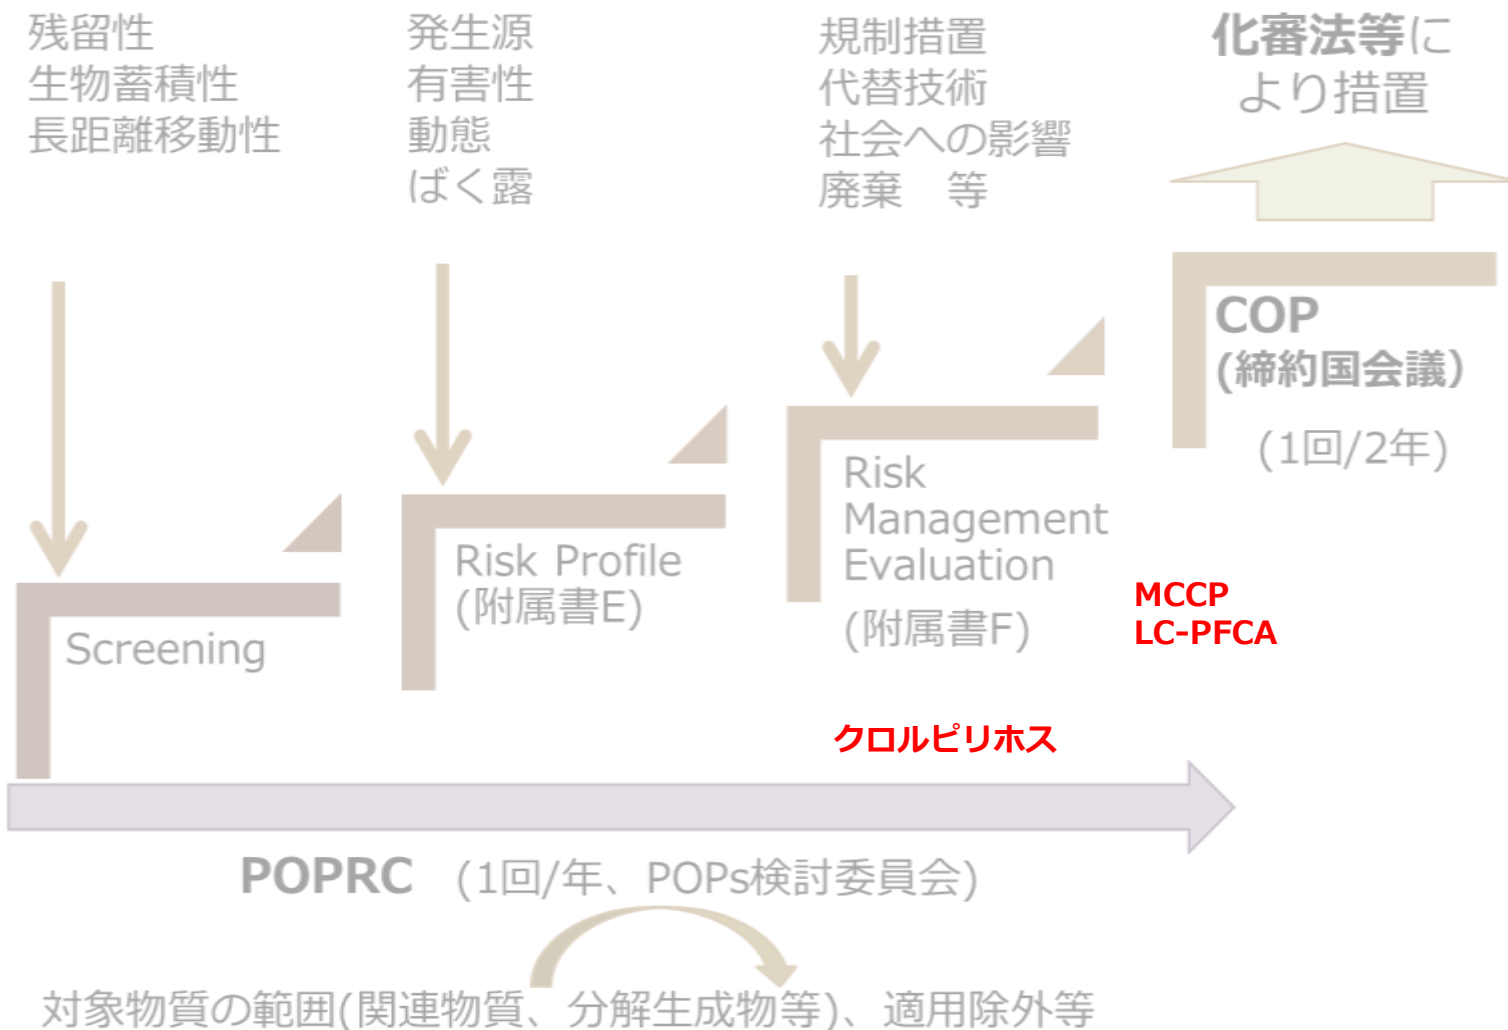 残留性
生物蓄積性
長距離移動性
発生源
有害性
動態
ばく露
規制措置
代替技術
社会への影響
廃棄　等
化審法等に
より措置
Screening
Risk Profile
(附属書E)
Risk
Management
Evaluation
(附属書F)
COP
(締約国会議)
(1回/2年)
MCCP
LC-PFCA
クロルピリホス
POPRC (1回/年、POPs検討委員会)
対象物質の範囲(関連物質、分解生成物等)、適用除外等